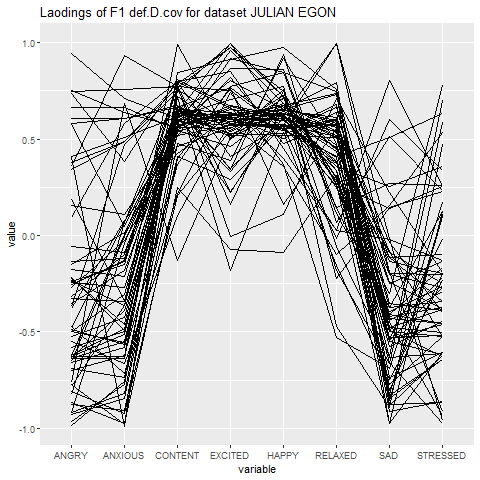 Laodings of F1 def.D.cov for dataset JULIAN EGON
1.0
0.5
0.0
-0.5
-1.0
value
ANGRY ANXIOUS CONTENT EXCITED HAPPY RELAXED SAD STRESSED
variable